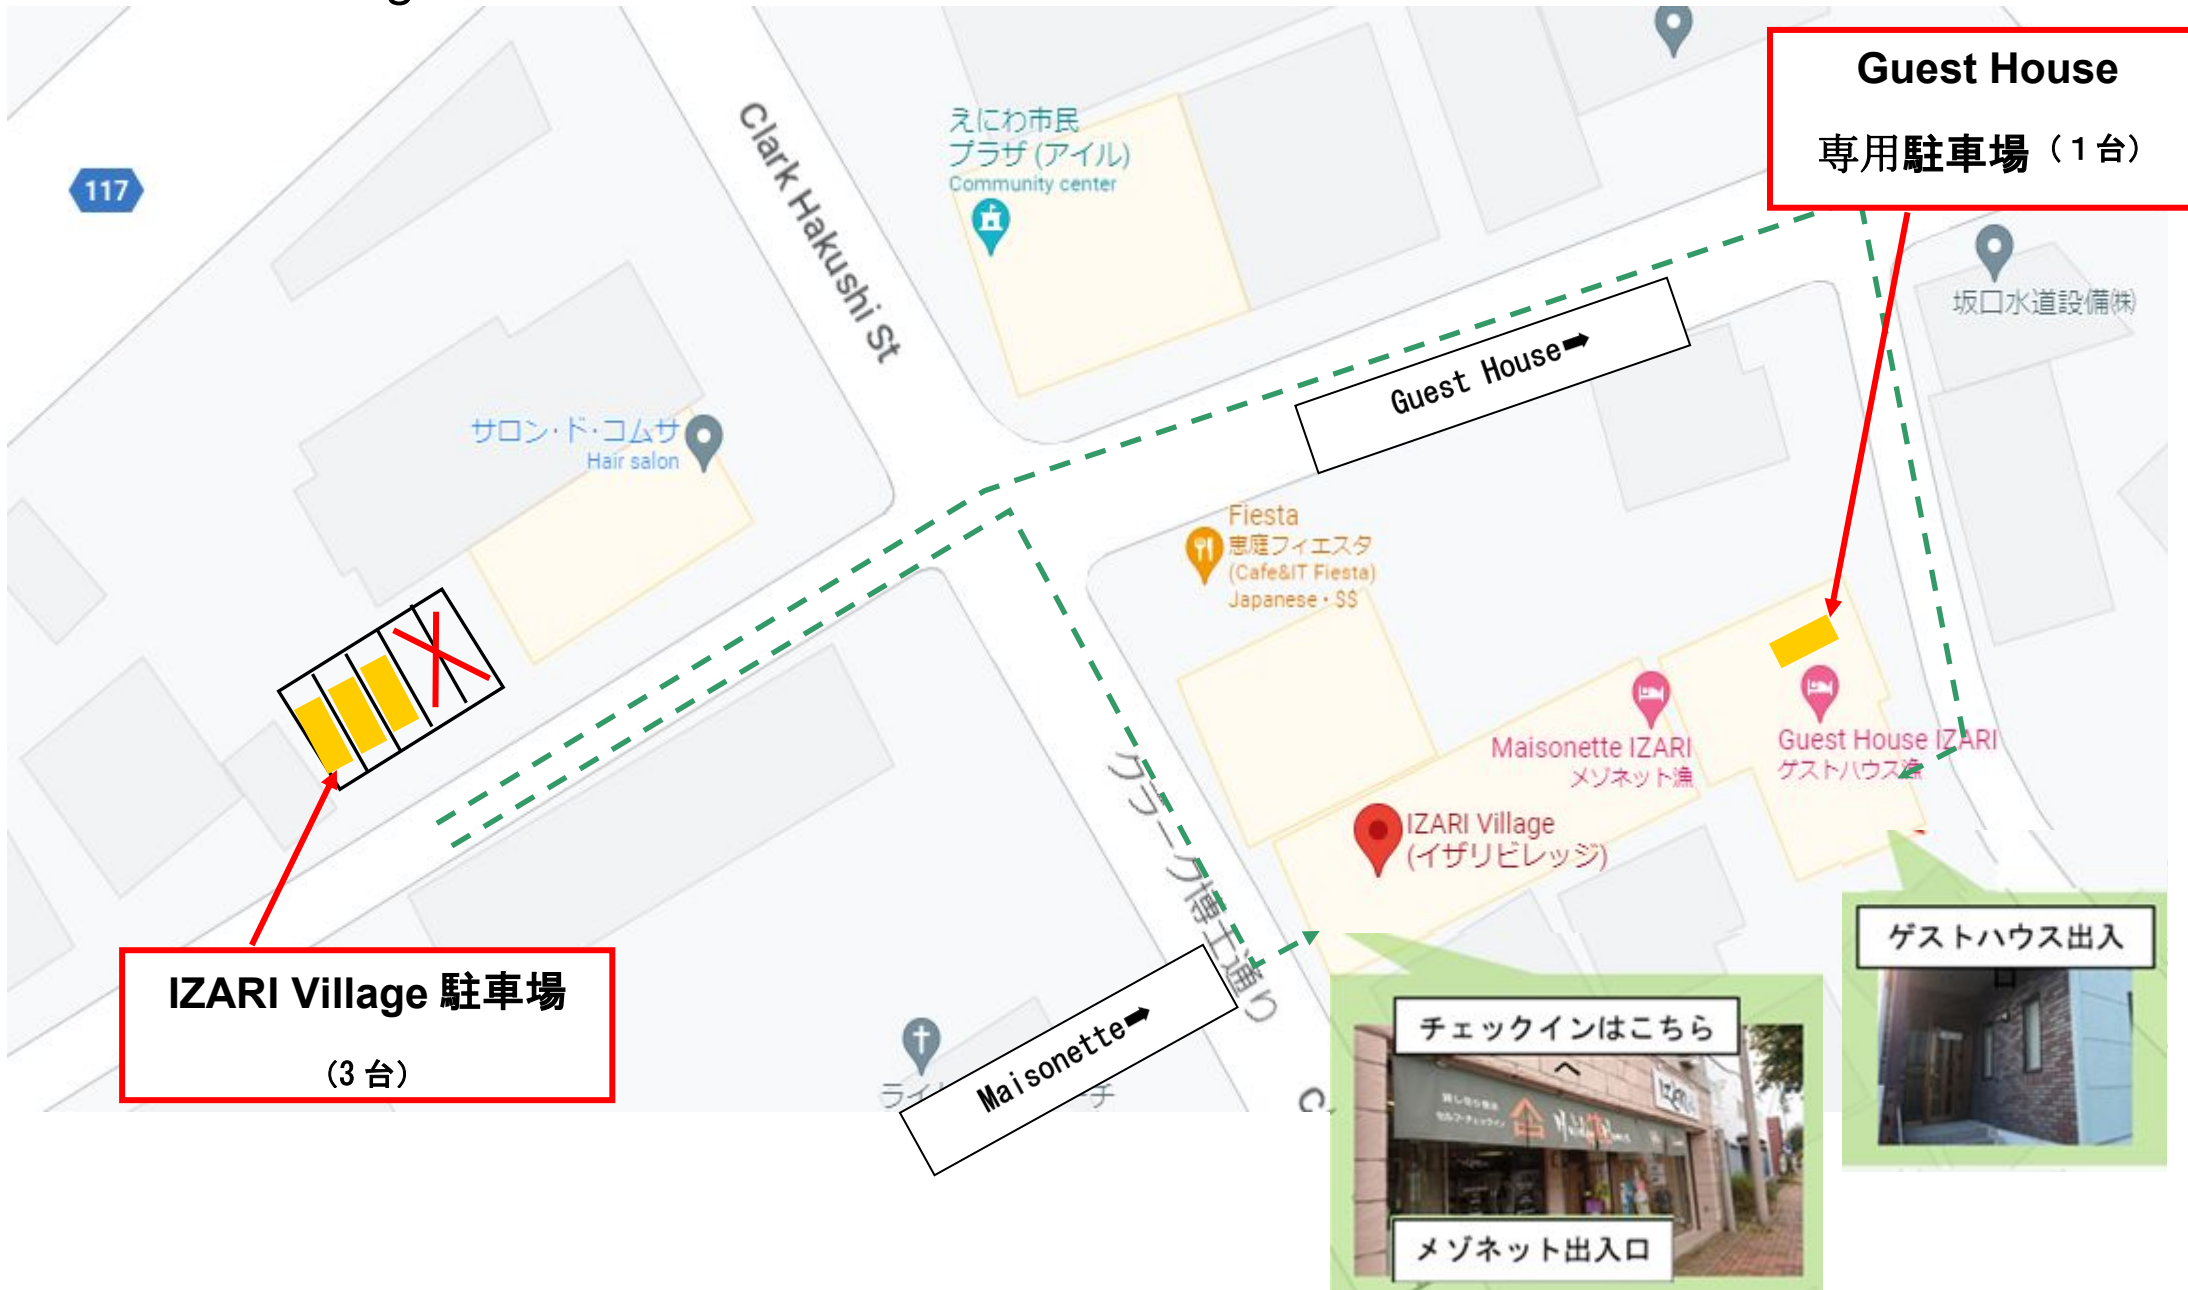 g
117
Clark Hakushi St
えにわ市民
プラザ (アイル)
Community center
Guest House
専用駐車場（１台）
坂口水道設備㈱
サロン・ド・コムサ
Hair salon
Guest House➡
Fiesta
恵庭フィエスタ
(Cafe&IT Fiesta)
Japanese・$$
Maisonette IZARI
メゾネット漁
Guest House IZARI
ゲストハウス漁
IZARI Village
(イザリビレッジ)
クラーク博士通り
IZARI Village 駐車場
（3 台）
Maisonette➡
ライ
チ
C
ゲストハウス出入
口
チェックインはこちら
へ
IZARI
メゾネット出入口